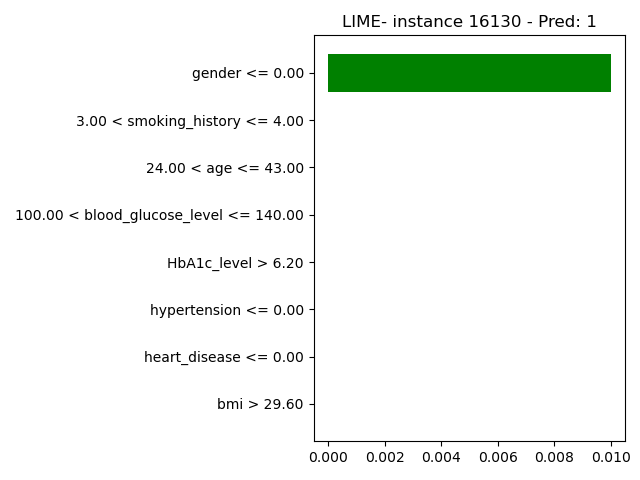 LIME- instance 16130 - Pred: 1
gender <= 0.00
3.00 < smoking_history <= 4.00
24.00 < age <= 43.00
100.00 < blood_glucose_level <= 140.00
HbA1c_level > 6.20
hypertension <= 0.00
heart_disease <= 0.00
bmi > 29.60
0.000 0.002 0.004 0.006 0.008 0.010